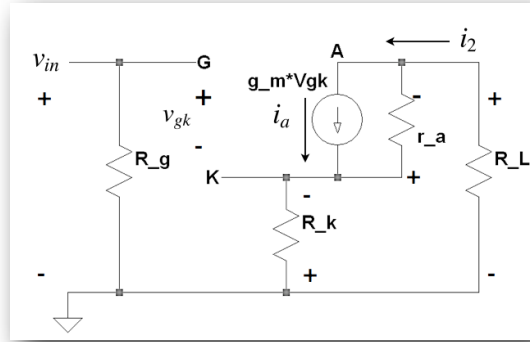 v_in
G
A
i_2
+
+
-
g_m*Vgk
-
+
v_gk
i_a
r_a
R_g
-
K
+
R_L
-
R_k
-
+
-